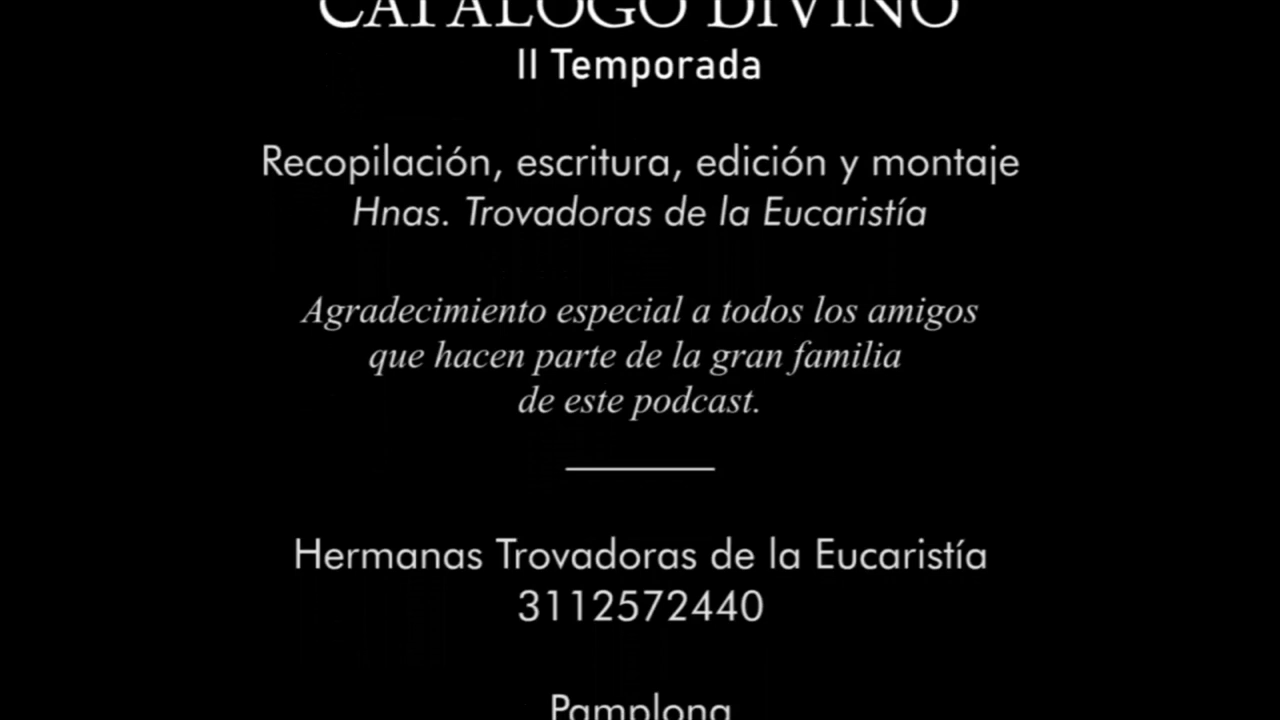 CATÁLOGO DIVINO
II Temporada
Recopilación, escritura, edición y montaje
Hnas. Trovadoras de la Eucaristía
Agradecimiento especial a todos los amigos
que hacen parte de la gran familia
de este podcast.
Hermanas Trovadoras de la Eucaristía
3112572440
Pamplona